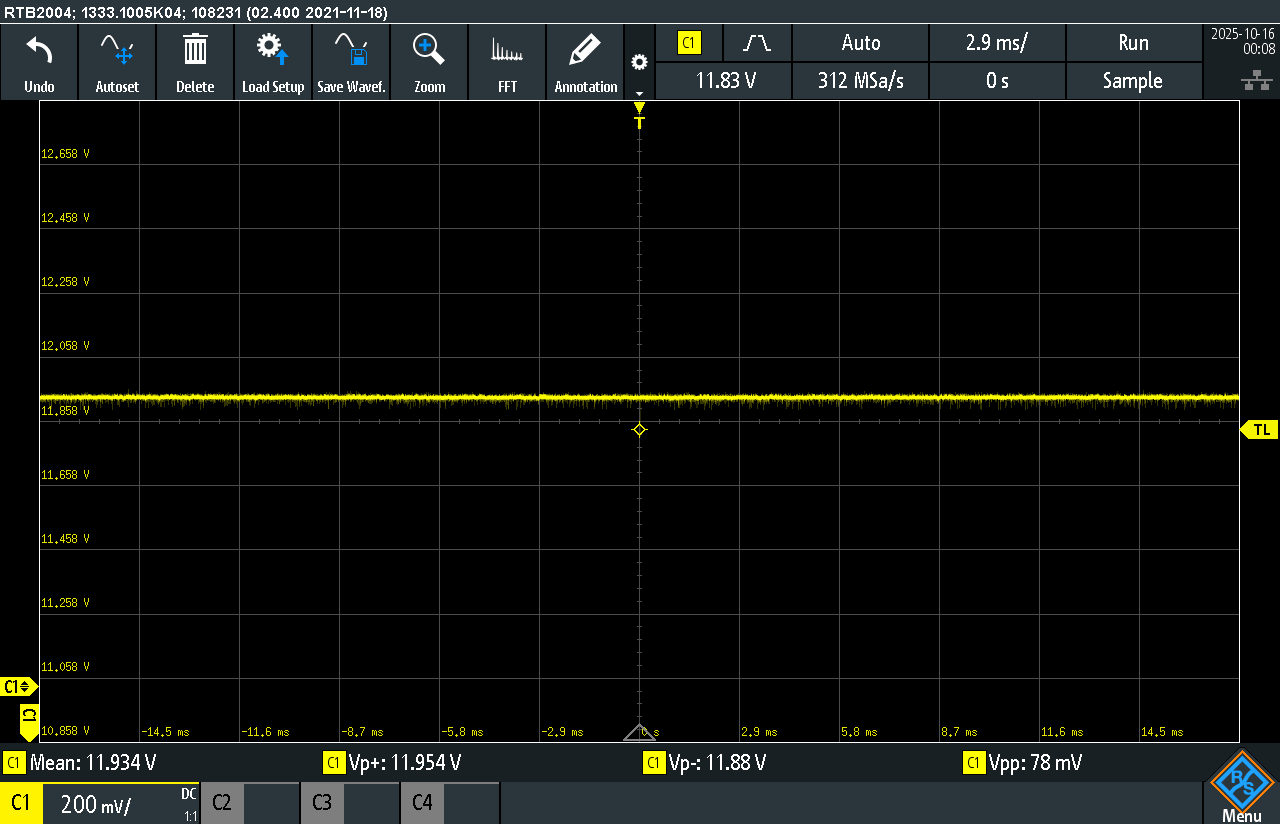 RTB2004; 1333.1005K04; 108231 (02.400 2021-11-18)
Undo
Autoset
Delete
Load Setup
Save Wavef.
Zoom
FFT
Annotation
C1
Auto
2.9 ms/
Run
11.83 V
312 MSa/s
0 s
Sample
2025-10-16
00:08
T
12.658 V
12.458 V
12.258 V
12.058 V
11.858 V
TL
11.658 V
11.458 V
11.258 V
11.058 V
C1
C1
10.858 V
-14.5 ms
-11.6 ms
-8.7 ms
-5.8 ms
-2.9 ms
0 s
2.9 ms
5.8 ms
8.7 ms
11.6 ms
14.5 ms
C1 Mean: 11.934 V
C1 Vp+: 11.954 V
C1 Vp-: 11.88 V
C1 Vpp: 78 mV
C1
200 mV/
DC
1:1
C2
C3
C4
R&S
Menu